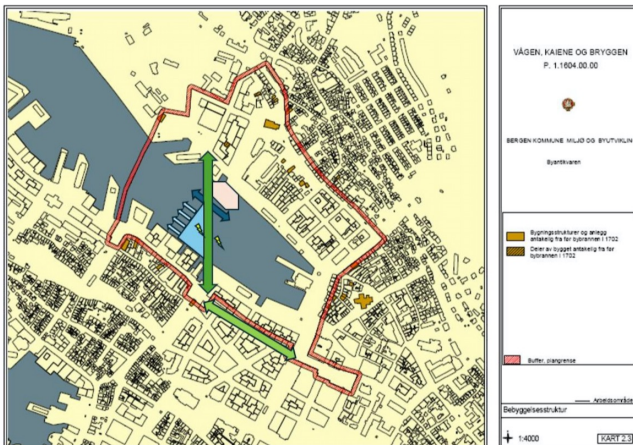 VÅGEN, KAIENE OG BRYGGEN
P. 1.1604.00.00
BERGEN KOMMUNE MILJØ OG BYUTVIKLIN
Byantikvaren
Bygningsstrukturer og anlegg
antakelig fra før bybrannen i 1702
Deler av bygget antakelig fra før
bybrannen i 1702
Buffer, plangrense
Arbeidsområde
Bebyggelsesstruktur
1:4000
KART 2:3